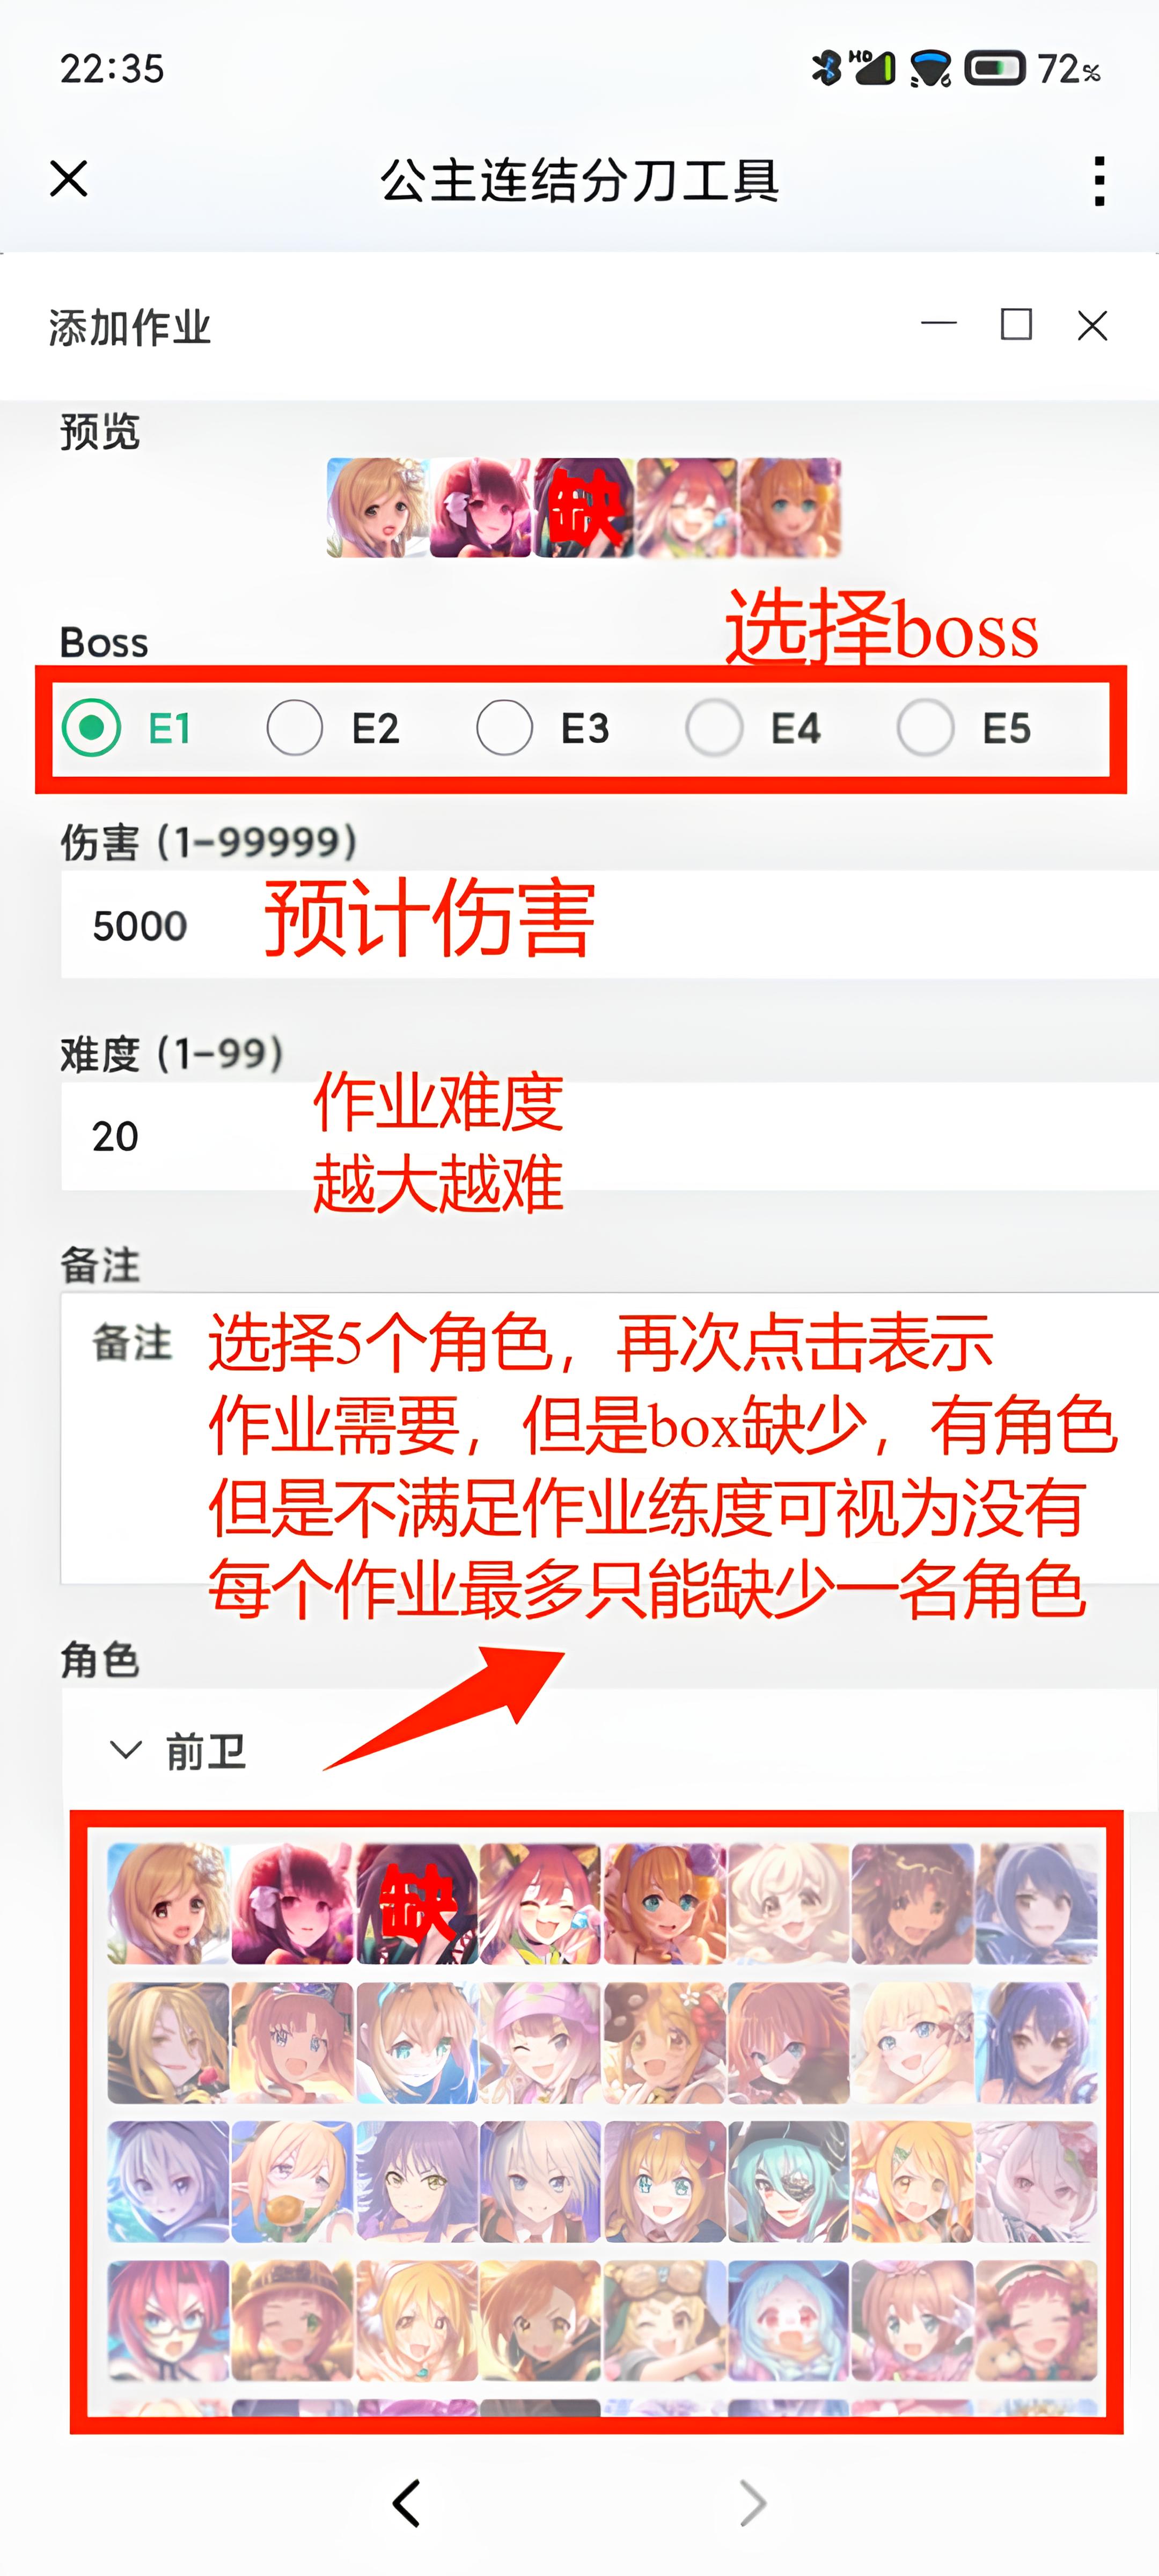 22:35
HD
72%
公主连结分刀工具
添加作业
预览
缺
选择boss
Boss
E1 E2 E3 E4 E5
伤害 (1-99999)
5000 预计伤害
难度 (1-99)
作业难度
20
越大越难
备注
备注 选择5个角色，再次点击表示
作业需要，但是box缺少，有角色
但是不满足作业练度可视为没有
每个作业最多只能缺少一名角色
角色
前卫
缺